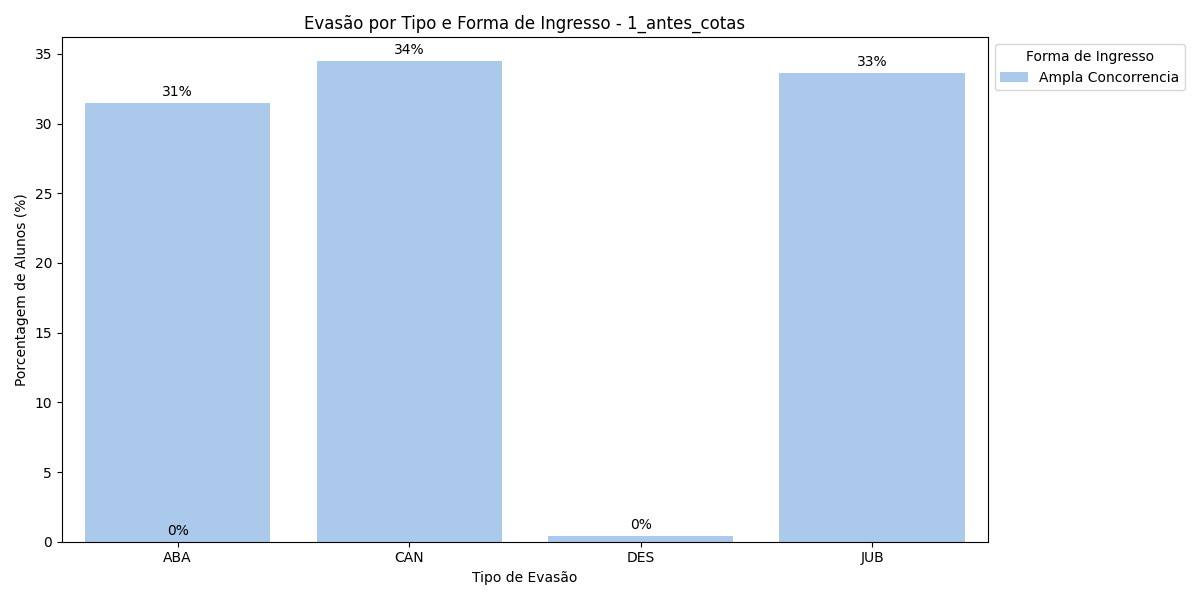 Evasão por Tipo e Forma de Ingresso - 1_antes_cotas
Forma de Ingresso
Ampla Concorrencia
Porcentagem de Alunos (%)
35
30
25
20
15
10
5
0
31%
34%
33%
0%
0%
ABA
CAN
DES
JUB
Tipo de Evasão